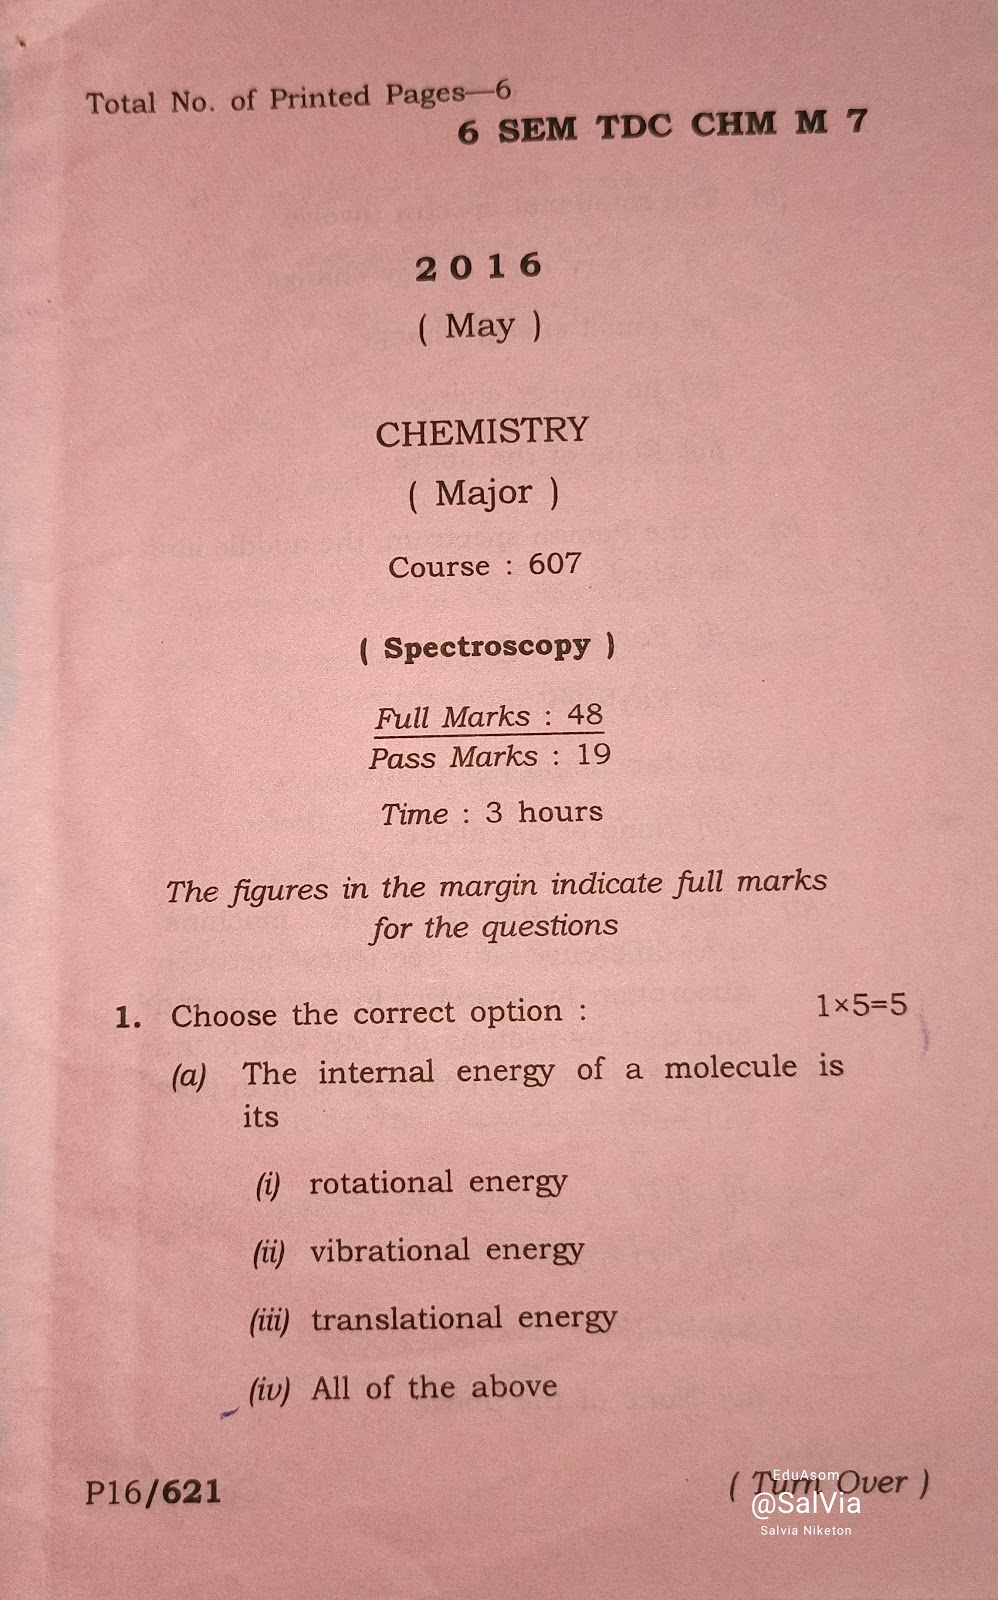 Total No. of Printed Pages—6
6 SEM TDC CHM M 7
2 0 1 6
( May )
CHEMISTRY
( Major )
Course : 607
( Spectroscopy )
Full Marks : 48
Pass Marks : 19
Time : 3 hours
The figures in the margin indicate full marks
for the questions
1. Choose the correct option : 1×5=5
(a) The internal energy of a molecule is
its
(i) rotational energy
(ii) vibrational energy
(iii) translational energy
(iv) All of the above
P16/621 ( Turn Over )
EduAsom
@SalVia
Salvia Niketon